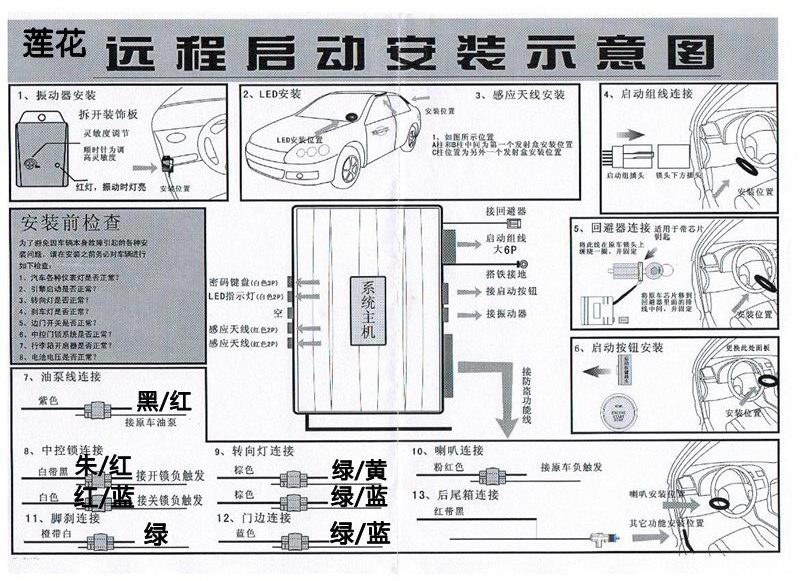 莲花 远程启动安装示意图
1、振动器安装
拆开装饰板
灵敏度调节
顺时针为调
高灵敏度
红灯，振动时灯亮
安装位置
2、LED安装
LED安装位置
安装位置
3、感应天线安装
1、如图所示位置
A柱和B柱中间为第一个发射盒安装位置
C柱位置为另外一个发射盒安装位置
4、启动组线连接
启动组插头
锁头下方插头
安装位置
安装前检查
为了避免因车辆本身故障引起的各种安
装问题，请在安装之前务必对车辆进行
如下检查：
1、汽车各种仪表灯是否正常？
2、引擎启动是否正常？
3、转向灯是否正常？
4、刹车灯是否正常？
5、边门开关是否正常？
6、中控门锁系统是否正常？
7、行李箱开启器是否正常？
8、电池电压是否正常？
密码键盘(白色3P)
LED指示灯(白色2P)
空
感应天线(红色2P)
感应天线(红色2P)
系统主机
接回避器
启动组线
大6P
搭铁接地
接启动按钮
接振动器
接防盗功能线
5、回避器连接
适用于带芯片
钥匙
将此线在原车锁头上
缠绕一圈，并固定
将原车芯片移到
回避器里面的排
线中间，并固定
安装位置
6、启动按钮安装
更换此处面板
安装位置
7、油泵线连接
紫色
黑/红
接原车油泵
8、中控锁连接
白带黑
朱/红
接开锁负触发
白色
红/蓝
接关锁负触发
9、转向灯连接
棕色
绿/黄
棕色
绿/蓝
10、喇叭连接
粉红色
接原车负触发
11、脚刹连接
橙带白
绿
12、门边连接
蓝色
绿/蓝
13、后尾箱连接
红带黑
喇叭安装位置
其它功能安装位置